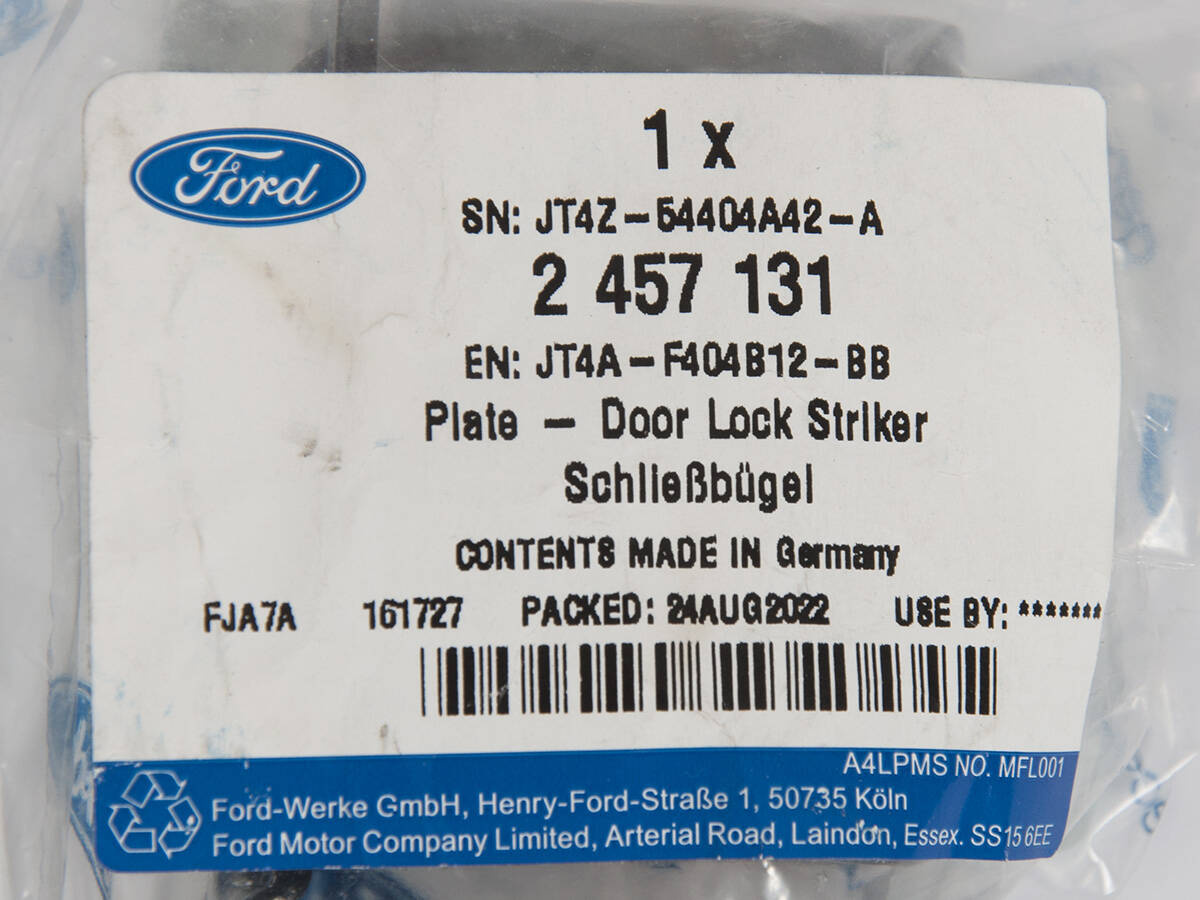 Ford
1 x
SN: JT4Z-54404A42-A
2 457 131
EN: JT4A-F404B12-BB
Plate - Door Lock Striker
Schließbügel
CONTENTS MADE IN Germany
FJA7A 161727 PACKED: 24AUG2022 USE BY: *******
A4LPMS NO. MFL001
Ford-Werke GmbH, Henry-Ford-Straße 1, 50735 Köln
Ford Motor Company Limited, Arterial Road, Laindon, Essex. SS15 6EE